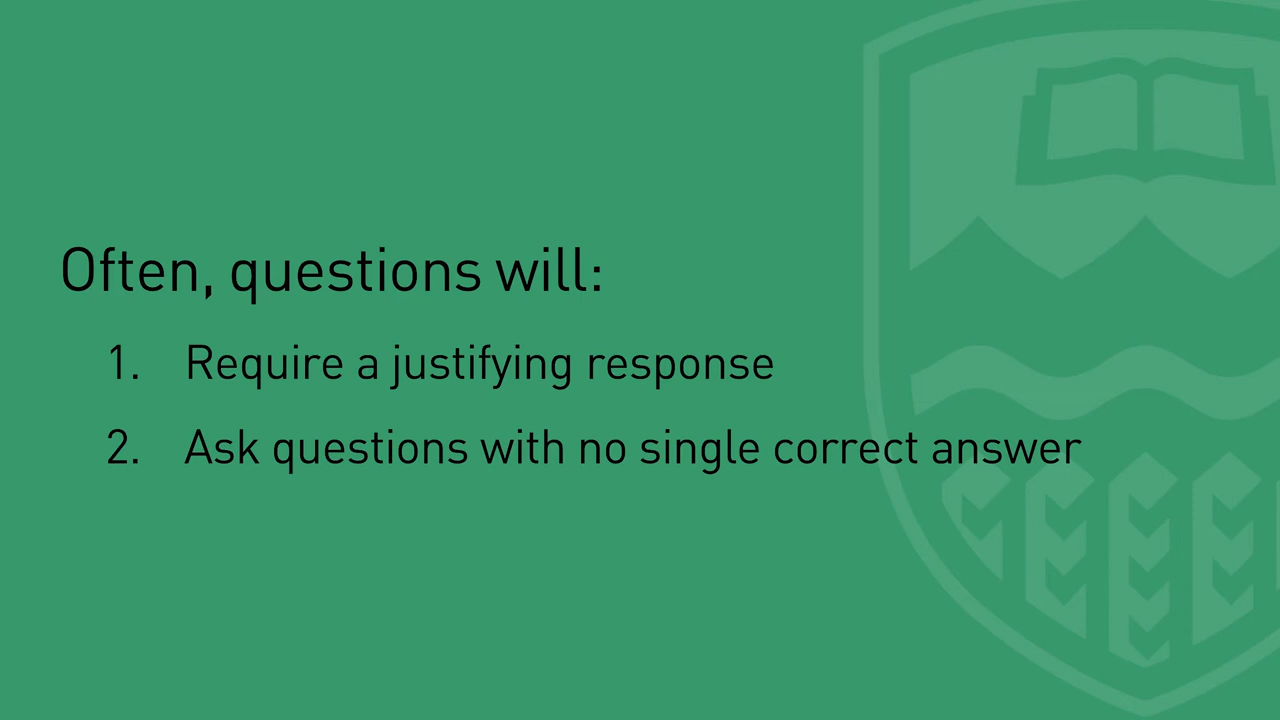 Often, questions will:
1. Require a justifying response
2. Ask questions with no single correct answer